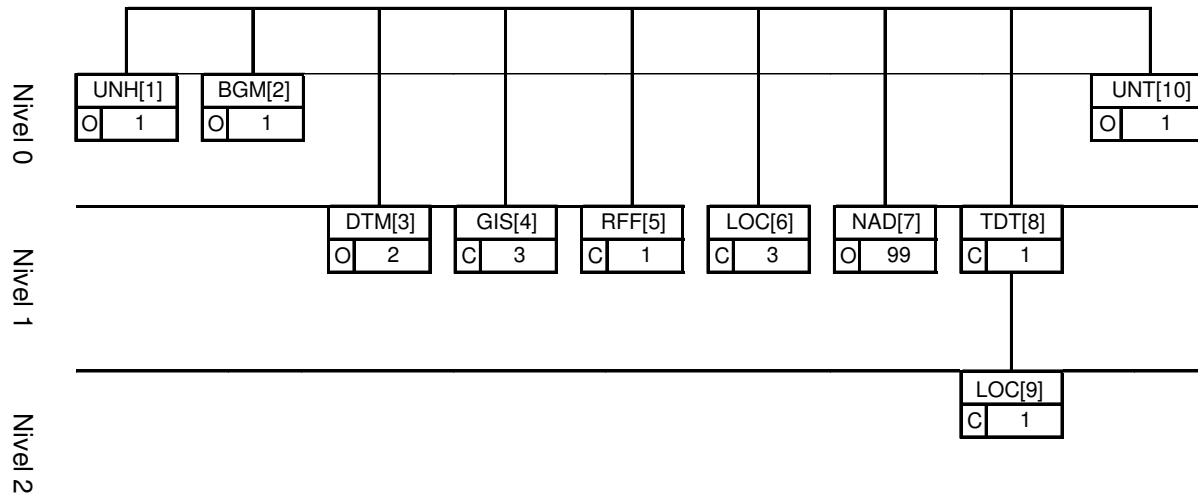 Nivel 0
UNH[1] BGM[2] UNT[10]
O 1 O 1 O 1
Nivel 1
DTM[3] GIS[4] RFF[5] LOC[6] NAD[7] TDT[8]
O 2 C 3 C 1 C 3 O 99 C 1
Nivel 2
LOC[9]
C 1